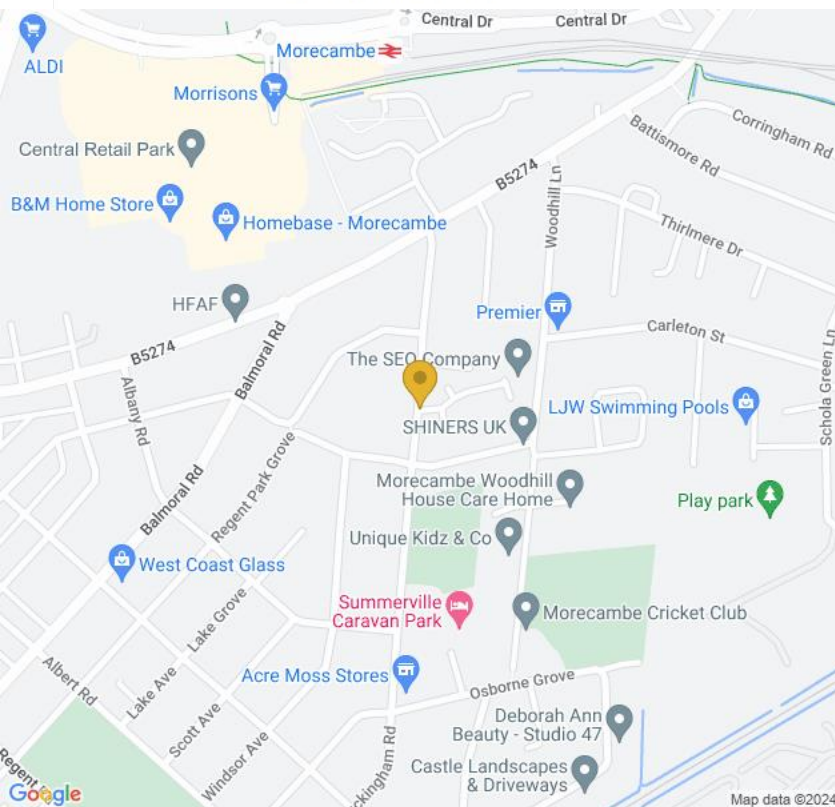 Central Dr
Central Dr
Morecambe
ALDI
Morrisons
Central Retail Park
B&M Home Store
Homebase - Morecambe
B5274
Woodhill Ln
Battismore Rd
Corringham Rd
Thirlmere Dr
HFAF
Premier
Carleton St
B5274
Balmoral Rd
The SEO Company
Albany Rd
LJW Swimming Pools
Schola Green Ln
SHINERS UK
Regent Park Grove
Morecambe Woodhill
House Care Home
Play park
Balmoral Rd
Unique Kidz & Co
West Coast Glass
Lake Grove
Summerville
Caravan Park
Morecambe Cricket Club
Acre Moss Stores
Albert Rd
Lake Ave
Osborne Grove
Scott Ave
Deborah Ann
Beauty - Studio 47
Windsor Ave
ckingham Rd
Castle Landscapes
& Driveways
Regent
Google
Map data ©2024